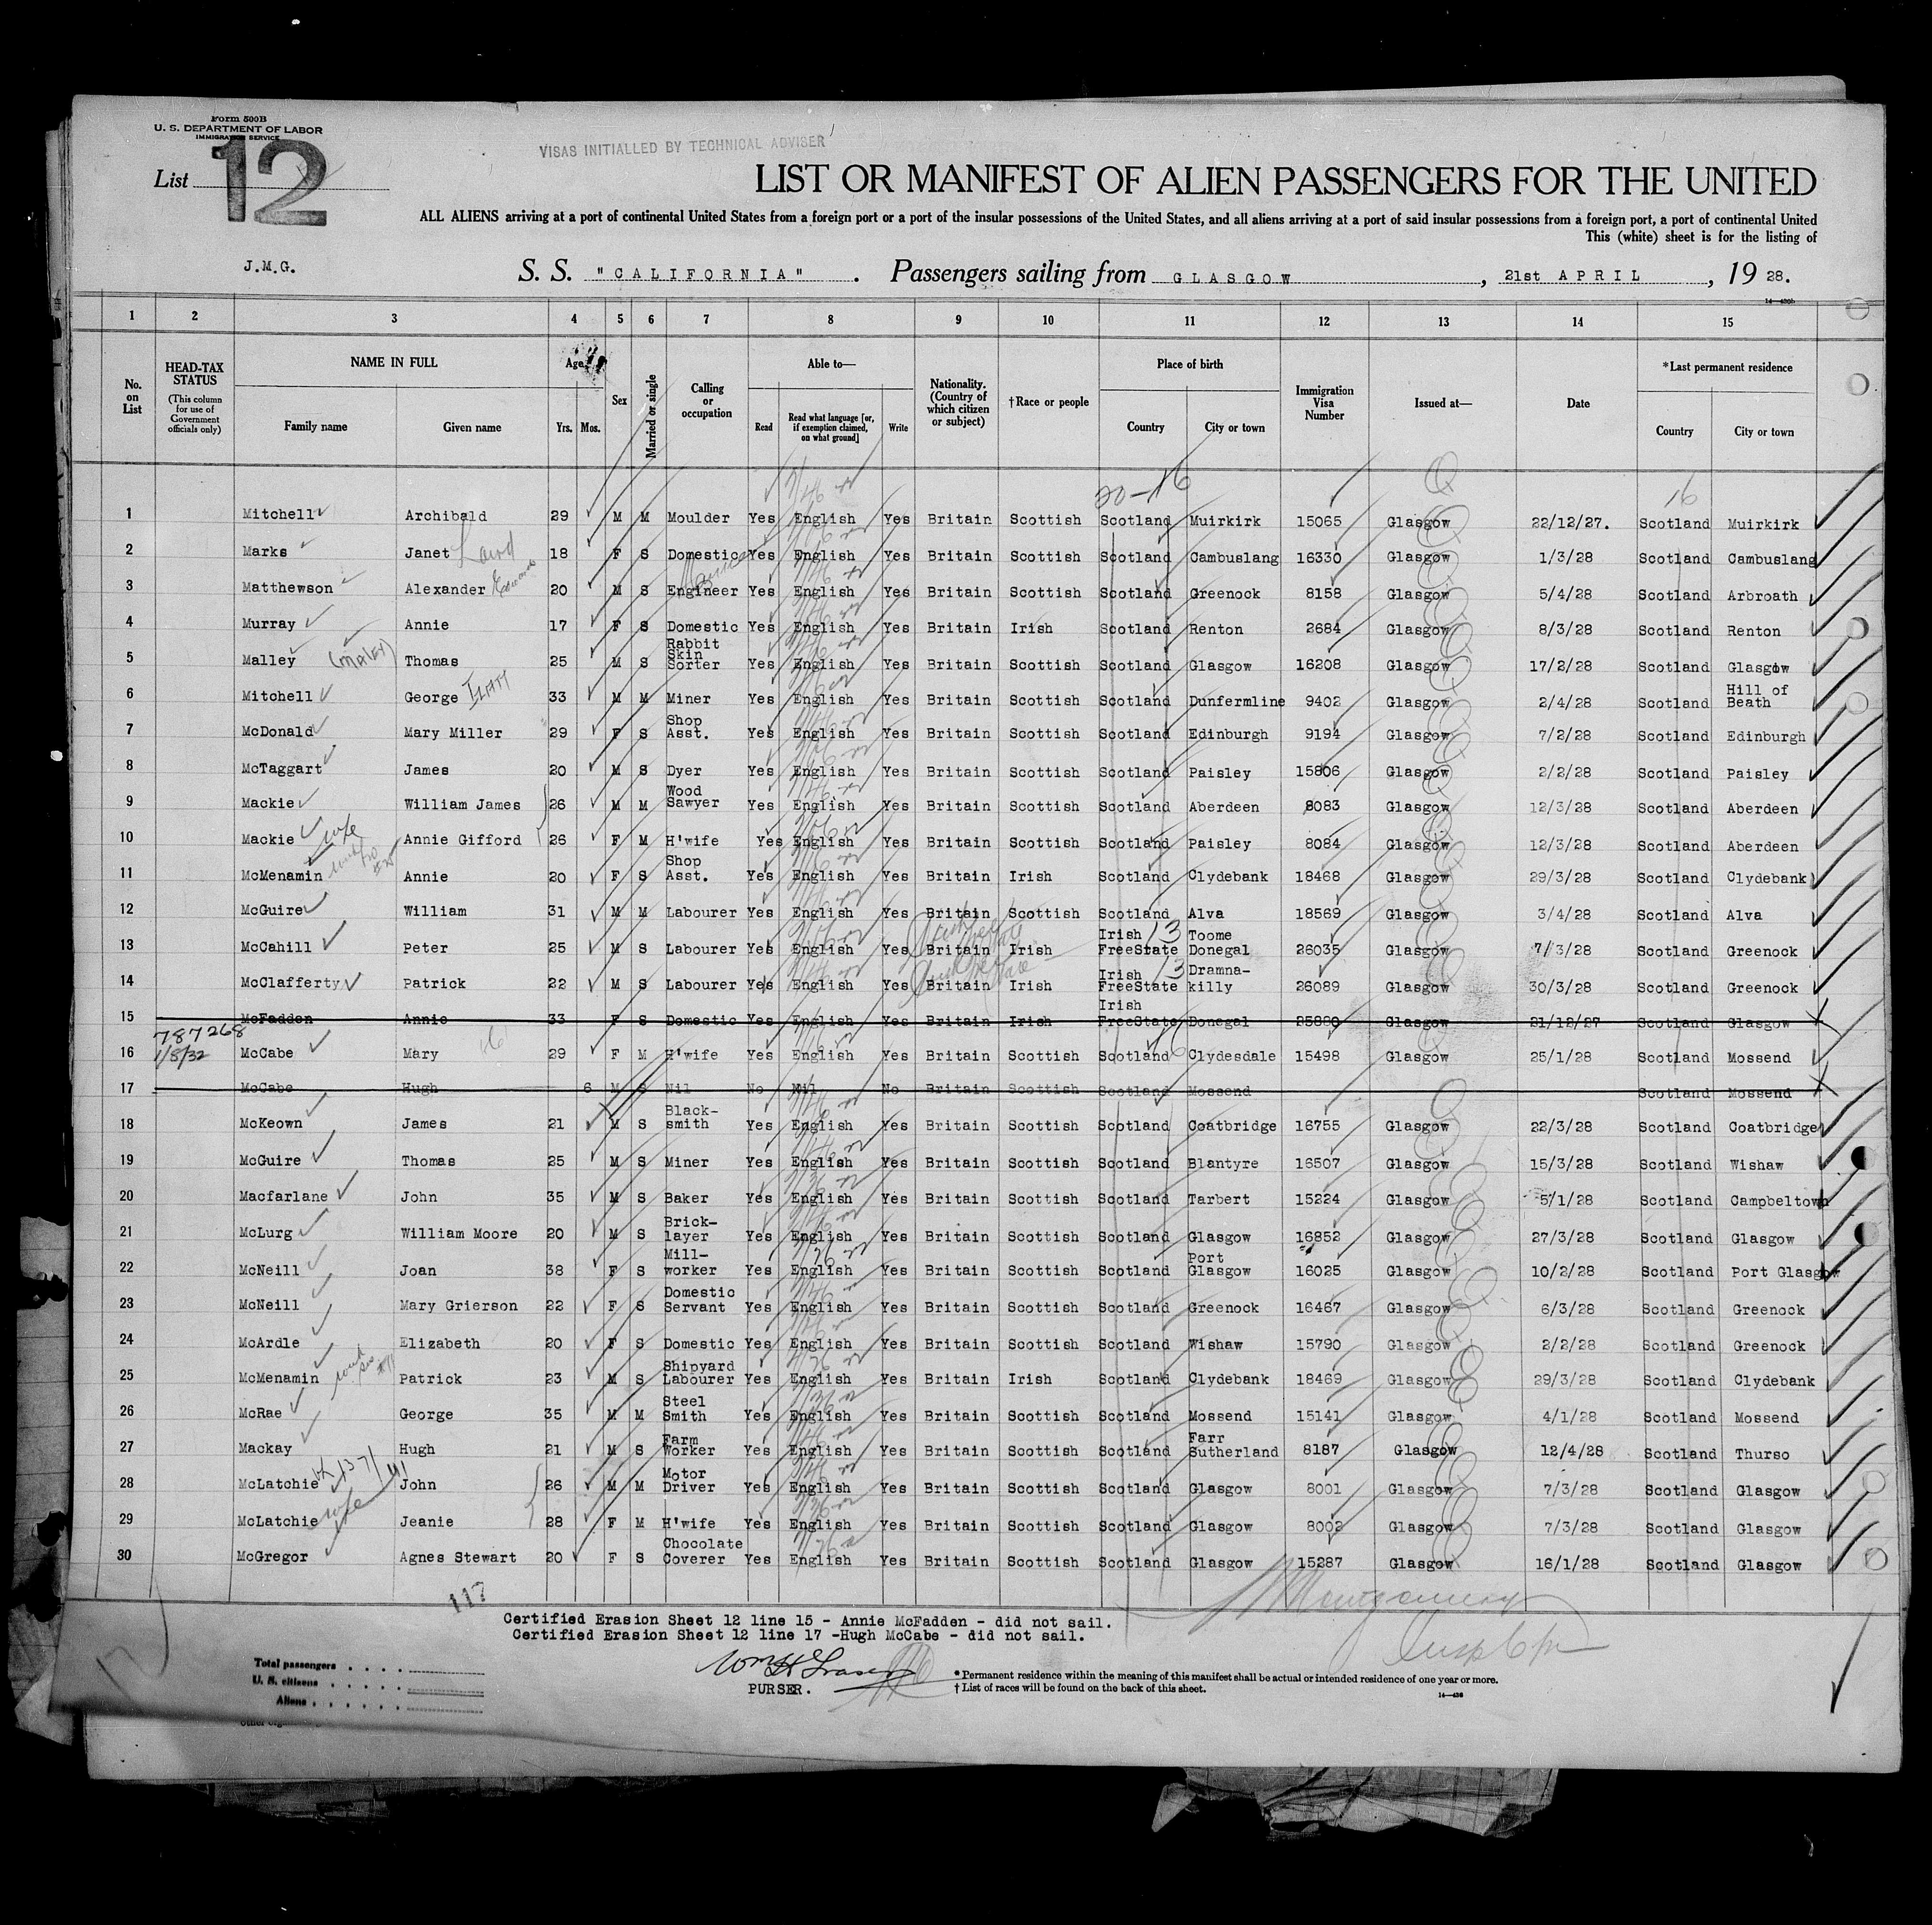 Form 500B
U. S. DEPARTMENT OF LABOR
IMMIGRATION SERVICE
List 12
VISAS INITIALLED BY TECHNICAL ADVISER
LIST OR MANIFEST OF ALIEN PASSENGERS FOR THE UNITED
ALL ALIENS arriving at a port of continental United States from a foreign port or a port of the insular possessions of the United States, and all aliens arriving at a port of said insular possessions from a foreign port, a port of continental United
This (white) sheet is for the listing of
J.M.G.
S. S. "CALIFORNIA". Passengers sailing from GLASGOW, 21st APRIL, 19 28.
1 2 3 4 5 6 7 8 9 10 11 12 13 14 15
No. on List
HEAD-TAX STATUS (This column for use of Government officials only)
NAME IN FULL Family name Given name
Age Yrs. Mos.
Sex
Married or single
Calling or occupation
Able to— Read Read what language [or, if exemption claimed, on what ground] Write
Nationality. (Country of which citizen or subject)
†Race or people
Place of birth Country City or town
Immigration Visa Number
Issued at—
Date
*Last permanent residence Country City or town
20-16 16
1 Mitchell Archibald 29 M M Moulder Yes English Yes Britain Scottish Scotland Muirkirk 15065 Glasgow 22/12/27. Scotland Muirkirk
2 Marks Janet Laird 18 F S Domestic Yes English Yes Britain Scottish Scotland Cambuslang 16330 Glasgow 1/3/28 Scotland Cambuslang
3 Matthewson Alexander 20 M S Engineer Yes English Yes Britain Scottish Scotland Greenock 8158 Glasgow 5/4/28 Scotland Arbroath
4 Murray Annie 17 F S Domestic Yes English Yes Britain Irish Scotland Renton 2684 Glasgow 8/3/28 Scotland Renton
5 Malley (MALEY) Thomas 25 M S Rabbit Skin Sorter Yes English Yes Britain Scottish Scotland Glasgow 16208 Glasgow 17/2/28 Scotland Glasgow
6 Mitchell George 33 M M Miner Yes English Yes Britain Scottish Scotland Dunfermline 9402 Glasgow 2/4/28 Scotland Hill of Beath
7 McDonald Mary Miller 29 F S Shop Asst. Yes English Yes Britain Scottish Scotland Edinburgh 9194 Glasgow 7/2/28 Scotland Edinburgh
8 McTaggart James 20 M S Dyer Yes English Yes Britain Scottish Scotland Paisley 15806 Glasgow 2/2/28 Scotland Paisley
9 Mackie William James 26 M M Wood Sawyer Yes English Yes Britain Scottish Scotland Aberdeen 8083 Glasgow 12/3/28 Scotland Aberdeen
10 Mackie wife Annie Gifford 26 F M H'wife Yes English Yes Britain Scottish Scotland Paisley 8084 Glasgow 12/3/28 Scotland Aberdeen
11 McMenamin Annie 20 F S Shop Asst. Yes English Yes Britain Irish Scotland Clydebank 18468 Glasgow 29/3/28 Scotland Clydebank
12 McGuire William 31 M M Labourer Yes English Yes Britain Scottish Scotland Alva 18569 Glasgow 3/4/28 Scotland Alva
13 McCahill Peter 25 M S Labourer Yes English Yes Britain Irish Irish FreeState 13 Toome Donegal 26035 Glasgow 7/3/28 Scotland Greenock
14 McClafferty Patrick 22 M S Labourer Yes English Yes Britain Irish Irish FreeState 13 Dramna-killy 26089 Glasgow 30/3/28 Scotland Greenock
15 McFadden Annie 33 F S Domestic Yes English Yes Britain Irish Irish FreeState Donegal Glasgow 21/12/27 Scotland Glasgow
787268
1/8/32
16 McCabe Mary 29 F M H'wife Yes English Yes Britain Scottish Scotland Clydesdale 15498 Glasgow 25/1/28 Scotland Mossend
17 McCabe Hugh 6 M S Nil No Nil No Britain Scottish Scotland Mossend Scotland Mossend
18 McKeown James 21 M S Black-smith Yes English Yes Britain Scottish Scotland Coatbridge 16755 Glasgow 22/3/28 Scotland Coatbridge
19 McGuire Thomas 25 M S Miner Yes English Yes Britain Scottish Scotland Blantyre 16507 Glasgow 15/3/28 Scotland Wishaw
20 Macfarlane John 35 M S Baker Yes English Yes Britain Scottish Scotland Tarbert 15224 Glasgow 5/1/28 Scotland Campbeltown
21 McLurg William Moore 20 M S Brick-layer Yes English Yes Britain Scottish Scotland Glasgow 16852 Glasgow 27/3/28 Scotland Glasgow
22 McNeill Joan 38 F S Mill-worker Yes English Yes Britain Scottish Scotland Port Glasgow 16025 Glasgow 10/2/28 Scotland Port Glasgow
23 McNeill Mary Grierson 22 F S Domestic Servant Yes English Yes Britain Scottish Scotland Greenock 16467 Glasgow 6/3/28 Scotland Greenock
24 McArdle Elizabeth 20 F S Domestic Yes English Yes Britain Scottish Scotland Wishaw 15790 Glasgow 2/2/28 Scotland Greenock
25 McMenamin Patrick 23 M S Shipyard Labourer Yes English Yes Britain Irish Scotland Clydebank 18469 Glasgow 29/3/28 Scotland Clydebank
26 McRae George 35 M M Steel Smith Yes English Yes Britain Scottish Scotland Mossend 15141 Glasgow 4/1/28 Scotland Mossend
27 Mackay Hugh 21 M S Farm Worker Yes English Yes Britain Scottish Scotland Farr Sutherland 8187 Glasgow 12/4/28 Scotland Thurso
28 McLatchie John 26 M M Motor Driver Yes English Yes Britain Scottish Scotland Glasgow 8001 Glasgow 7/3/28 Scotland Glasgow
29 McLatchie wife Jeanie 28 F M H'wife Yes English Yes Britain Scottish Scotland Glasgow 8002 Glasgow 7/3/28 Scotland Glasgow
30 McGregor Agnes Stewart 20 F S Chocolate Coverer Yes English Yes Britain Scottish Scotland Glasgow 15287 Glasgow 16/1/28 Scotland Glasgow
117
Certified Erasion Sheet 12 line 15 - Annie McFadden - did not sail.
Certified Erasion Sheet 12 line 17 -Hugh McCabe - did not sail.
Montgomery
Wm H Fraser
PURSER.
Total passengers
U. S. citizens
Aliens
*Permanent residence within the meaning of this manifest shall be actual or intended residence of one year or more.
†List of races will be found on the back of this sheet.